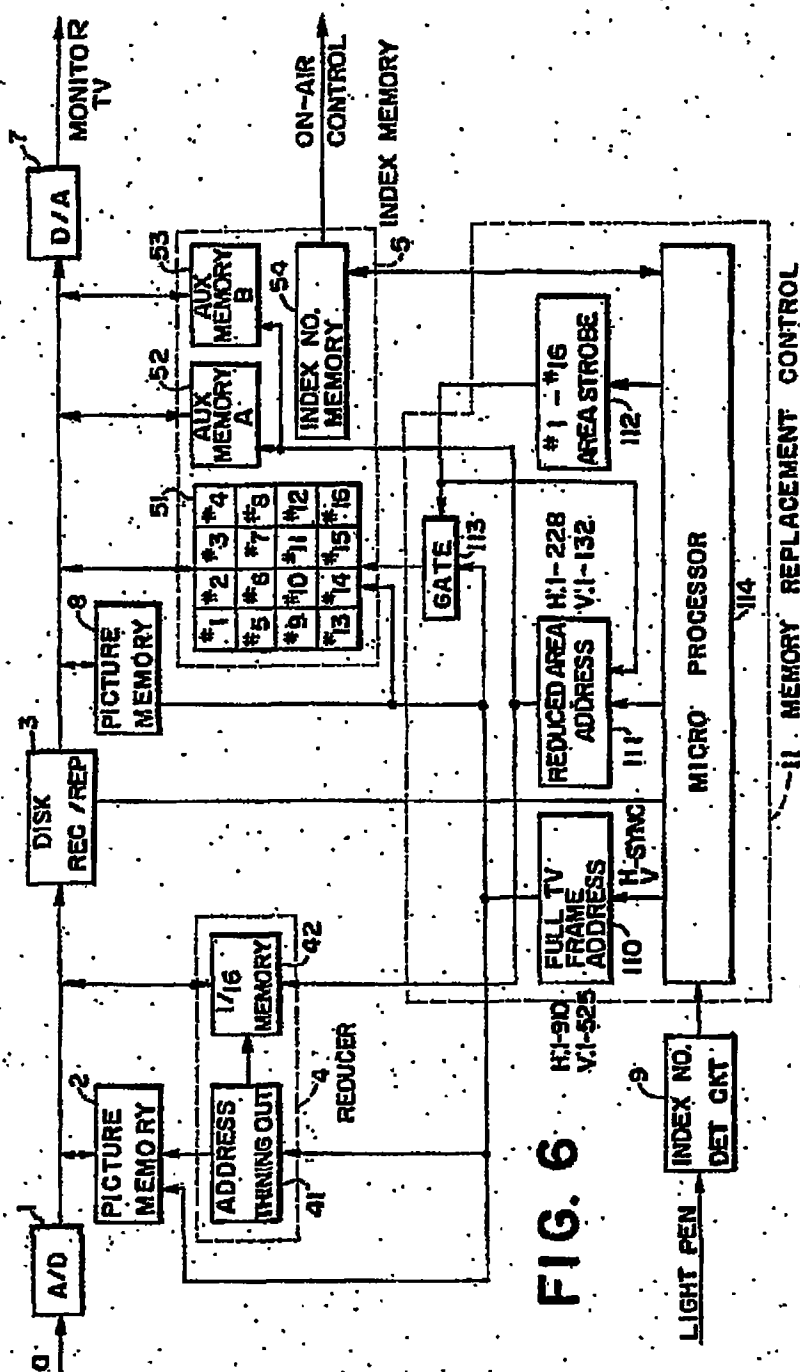 A/D
1
DISK
REC/REP
3
D/A
7
MONITOR
TV
PICTURE
MEMORY
2
PICTURE
MEMORY
8
ADDRESS
THINING OUT
41
1/16
MEMORY
42
4
REDUCER
51
#1 #2 #3 #4
#5 #6 #7 #8
#9 #10 #11 #12
#13 #14 #15 #16
AUX
MEMORY
A
52
AUX
MEMORY
B
53
INDEX NO.
MEMORY
54
ON-AIR
CONTROL
INDEX MEMORY
5
GATE
113
FULL TV
FRAME
ADDRESS
110
H:1-910
V:1-525
H-SYNC
V
REDUCED AREA
ADDRESS
111
H:1-228
V:1-132
#1 - #16
AREA STROBE
112
MICRO PROCESSOR
114
11 MEMORY REPLACEMENT CONTROL
INDEX NO.
DET CKT
9
LIGHT PEN
FIG. 6